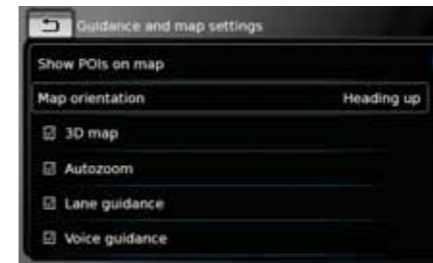 Guidance and map settings
Show POIs on map
Map orientation Heading up
3D map
Autozoom
Lane guidance
Voice guidance